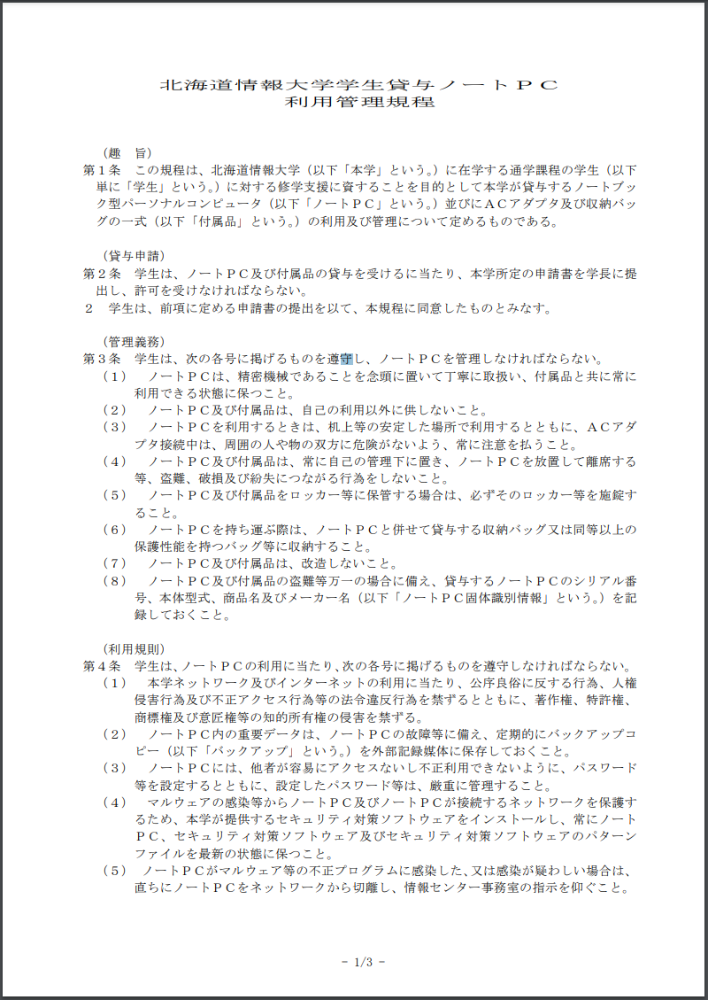 北海道情報大学学生貸与ノートＰＣ
利用管理規程
（趣　旨）
第１条　この規程は、北海道情報大学（以下「本学」という。）に在学する通学課程の学生（以下
単に「学生」という。）に対する修学支援に資することを目的として本学が貸与するノートブッ
ク型パーソナルコンピュータ（以下「ノートＰＣ」という。）並びにＡＣアダプタ及び収納バッ
グの一式（以下「付属品」という。）の利用及び管理について定めるものである。
（貸与申請）
第２条　学生は、ノートＰＣ及び付属品の貸与を受けるに当たり、本学所定の申請書を学長に提
出し、許可を受けなければならない。
２　学生は、前項に定める申請書の提出を以て、本規程に同意したものとみなす。
（管理義務）
第３条　学生は、次の各号に掲げるものを遵守し、ノートＰＣを管理しなければならない。
（１）　ノートＰＣは、精密機械であることを念頭に置いて丁寧に取扱い、付属品と共に常に
利用できる状態に保つこと。
（２）　ノートＰＣ及び付属品は、自己の利用以外に供しないこと。
（３）　ノートＰＣを利用するときは、机上等の安定した場所で利用するとともに、ＡＣアダ
プタ接続中は、周囲の人や物の双方に危険がないよう、常に注意を払うこと。
（４）　ノートＰＣ及び付属品は、常に自己の管理下に置き、ノートＰＣを放置して離席する
等、盗難、破損及び紛失につながる行為をしないこと。
（５）　ノートＰＣ及び付属品をロッカー等に保管する場合は、必ずそのロッカー等を施錠す
ること。
（６）　ノートＰＣを持ち運ぶ際は、ノートＰＣと併せて貸与する収納バッグ又は同等以上の
保護性能を持つバッグ等に収納すること。
（７）　ノートＰＣ及び付属品は、改造しないこと。
（８）　ノートＰＣ及び付属品の盗難等万一の場合に備え、貸与するノートＰＣのシリアル番
号、本体型式、商品名及びメーカー名（以下「ノートＰＣ固体識別情報」という。）を記
録しておくこと。
（利用規則）
第４条　学生は、ノートＰＣの利用に当たり、次の各号に掲げるものを遵守しなければならない。
（１）　本学ネットワーク及びインターネットの利用に当たり、公序良俗に反する行為、人権
侵害行為及び不正アクセス行為等の法令違反行為を禁ずるとともに、著作権、特許権、
商標権及び意匠権等の知的所有権の侵害を禁ずる。
（２）　ノートＰＣ内の重要データは、ノートＰＣの故障等に備え、定期的にバックアップコ
ピー（以下「バックアップ」という。）を外部記録媒体に保存しておくこと。
（３）　ノートＰＣには、他者が容易にアクセスないし不正利用できないように、パスワード
等を設定するとともに、設定したパスワード等は、厳重に管理すること。
（４）　マルウェアの感染等からノートＰＣ及びノートＰＣが接続するネットワークを保護す
るため、本学が提供するセキュリティ対策ソフトウェアをインストールし、常にノート
ＰＣ、セキュリティ対策ソフトウェア及びセキュリティ対策ソフトウェアのパターン
ファイルを最新の状態に保つこと。
（５）　ノートＰＣがマルウェア等の不正プログラムに感染した、又は感染が疑わしい場合は、
直ちにノートＰＣをネットワークから切離し、情報センター事務室の指示を仰ぐこと。
- 1/3 -